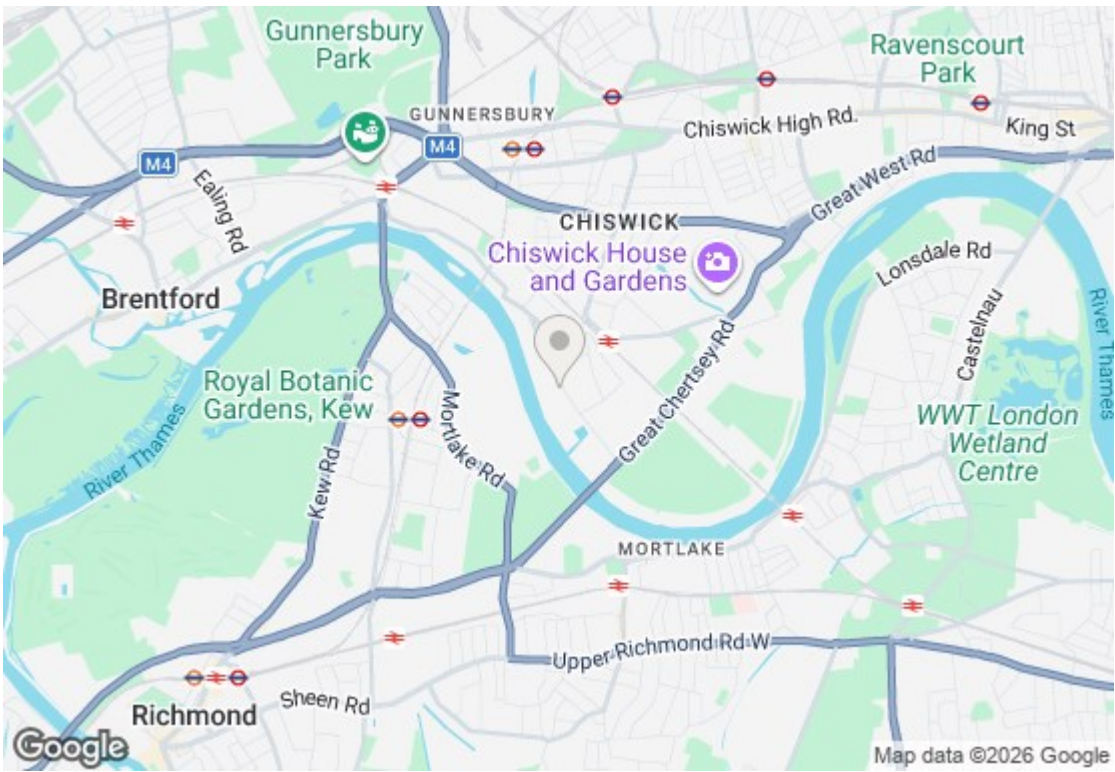 Gunnersbury
Park
Ravenscourt
Park
GUNNERSBURY
Chiswick High Rd.
King St
M4
M4
Great West Rd
Ealing Rd
CHISWICK
Chiswick House
and Gardens
Lonsdale Rd
Brentford
River Thames
Castelnau
Great Chertsey Rd
Royal Botanic
Gardens, Kew
Mortlake Rd
WWT London
Wetland
Centre
River Thames
Kew Rd
MORTLAKE
Upper Richmond Rd W
Sheen Rd
Richmond
Google
Map data ©2026 Google